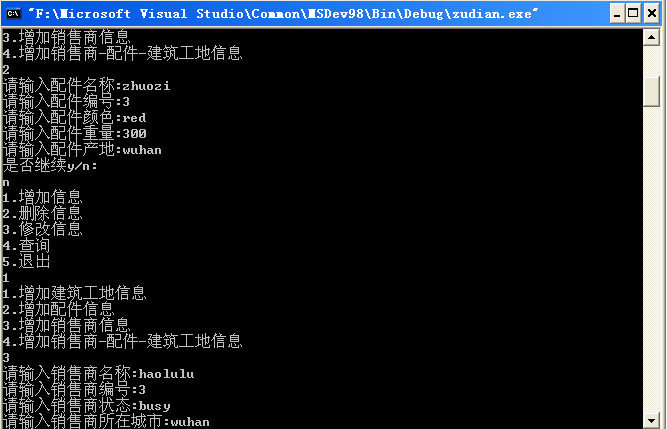 "F:\Microsoft Visual Studio\Common\MSDev98\Bin\Debug\zudian.exe"
3.增加销售商信息
4.增加销售商-配件-建筑工地信息
2
请输入配件名称:zhuozi
请输入配件编号:3
请输入配件颜色:red
请输入配件重量:300
请输入配件产地:wuhan
是否继续y/n:
n
1.增加信息
2.删除信息
3.修改信息
4.查询
5.退出
1
1.增加建筑工地信息
2.增加配件信息
3.增加销售商信息
4.增加销售商-配件-建筑工地信息
3
请输入销售商名称:haolulu
请输入销售商编号:3
请输入销售商状态:busy
请输入销售商所在城市:wuhan